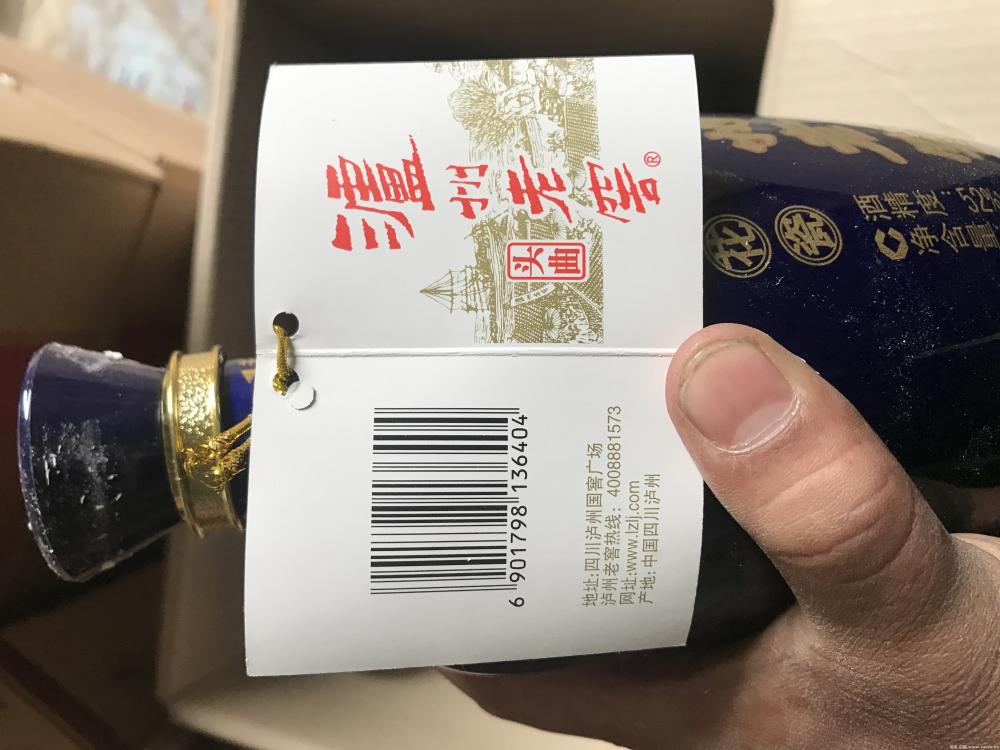 泸州老窖®
头曲
6 901798 136404
地址:四川泸州国窖广场
泸州老窖热线：4008881573
网址:www.lzlj.com
产地:中国四川泸州
花瓷
酒精度:52
净含量